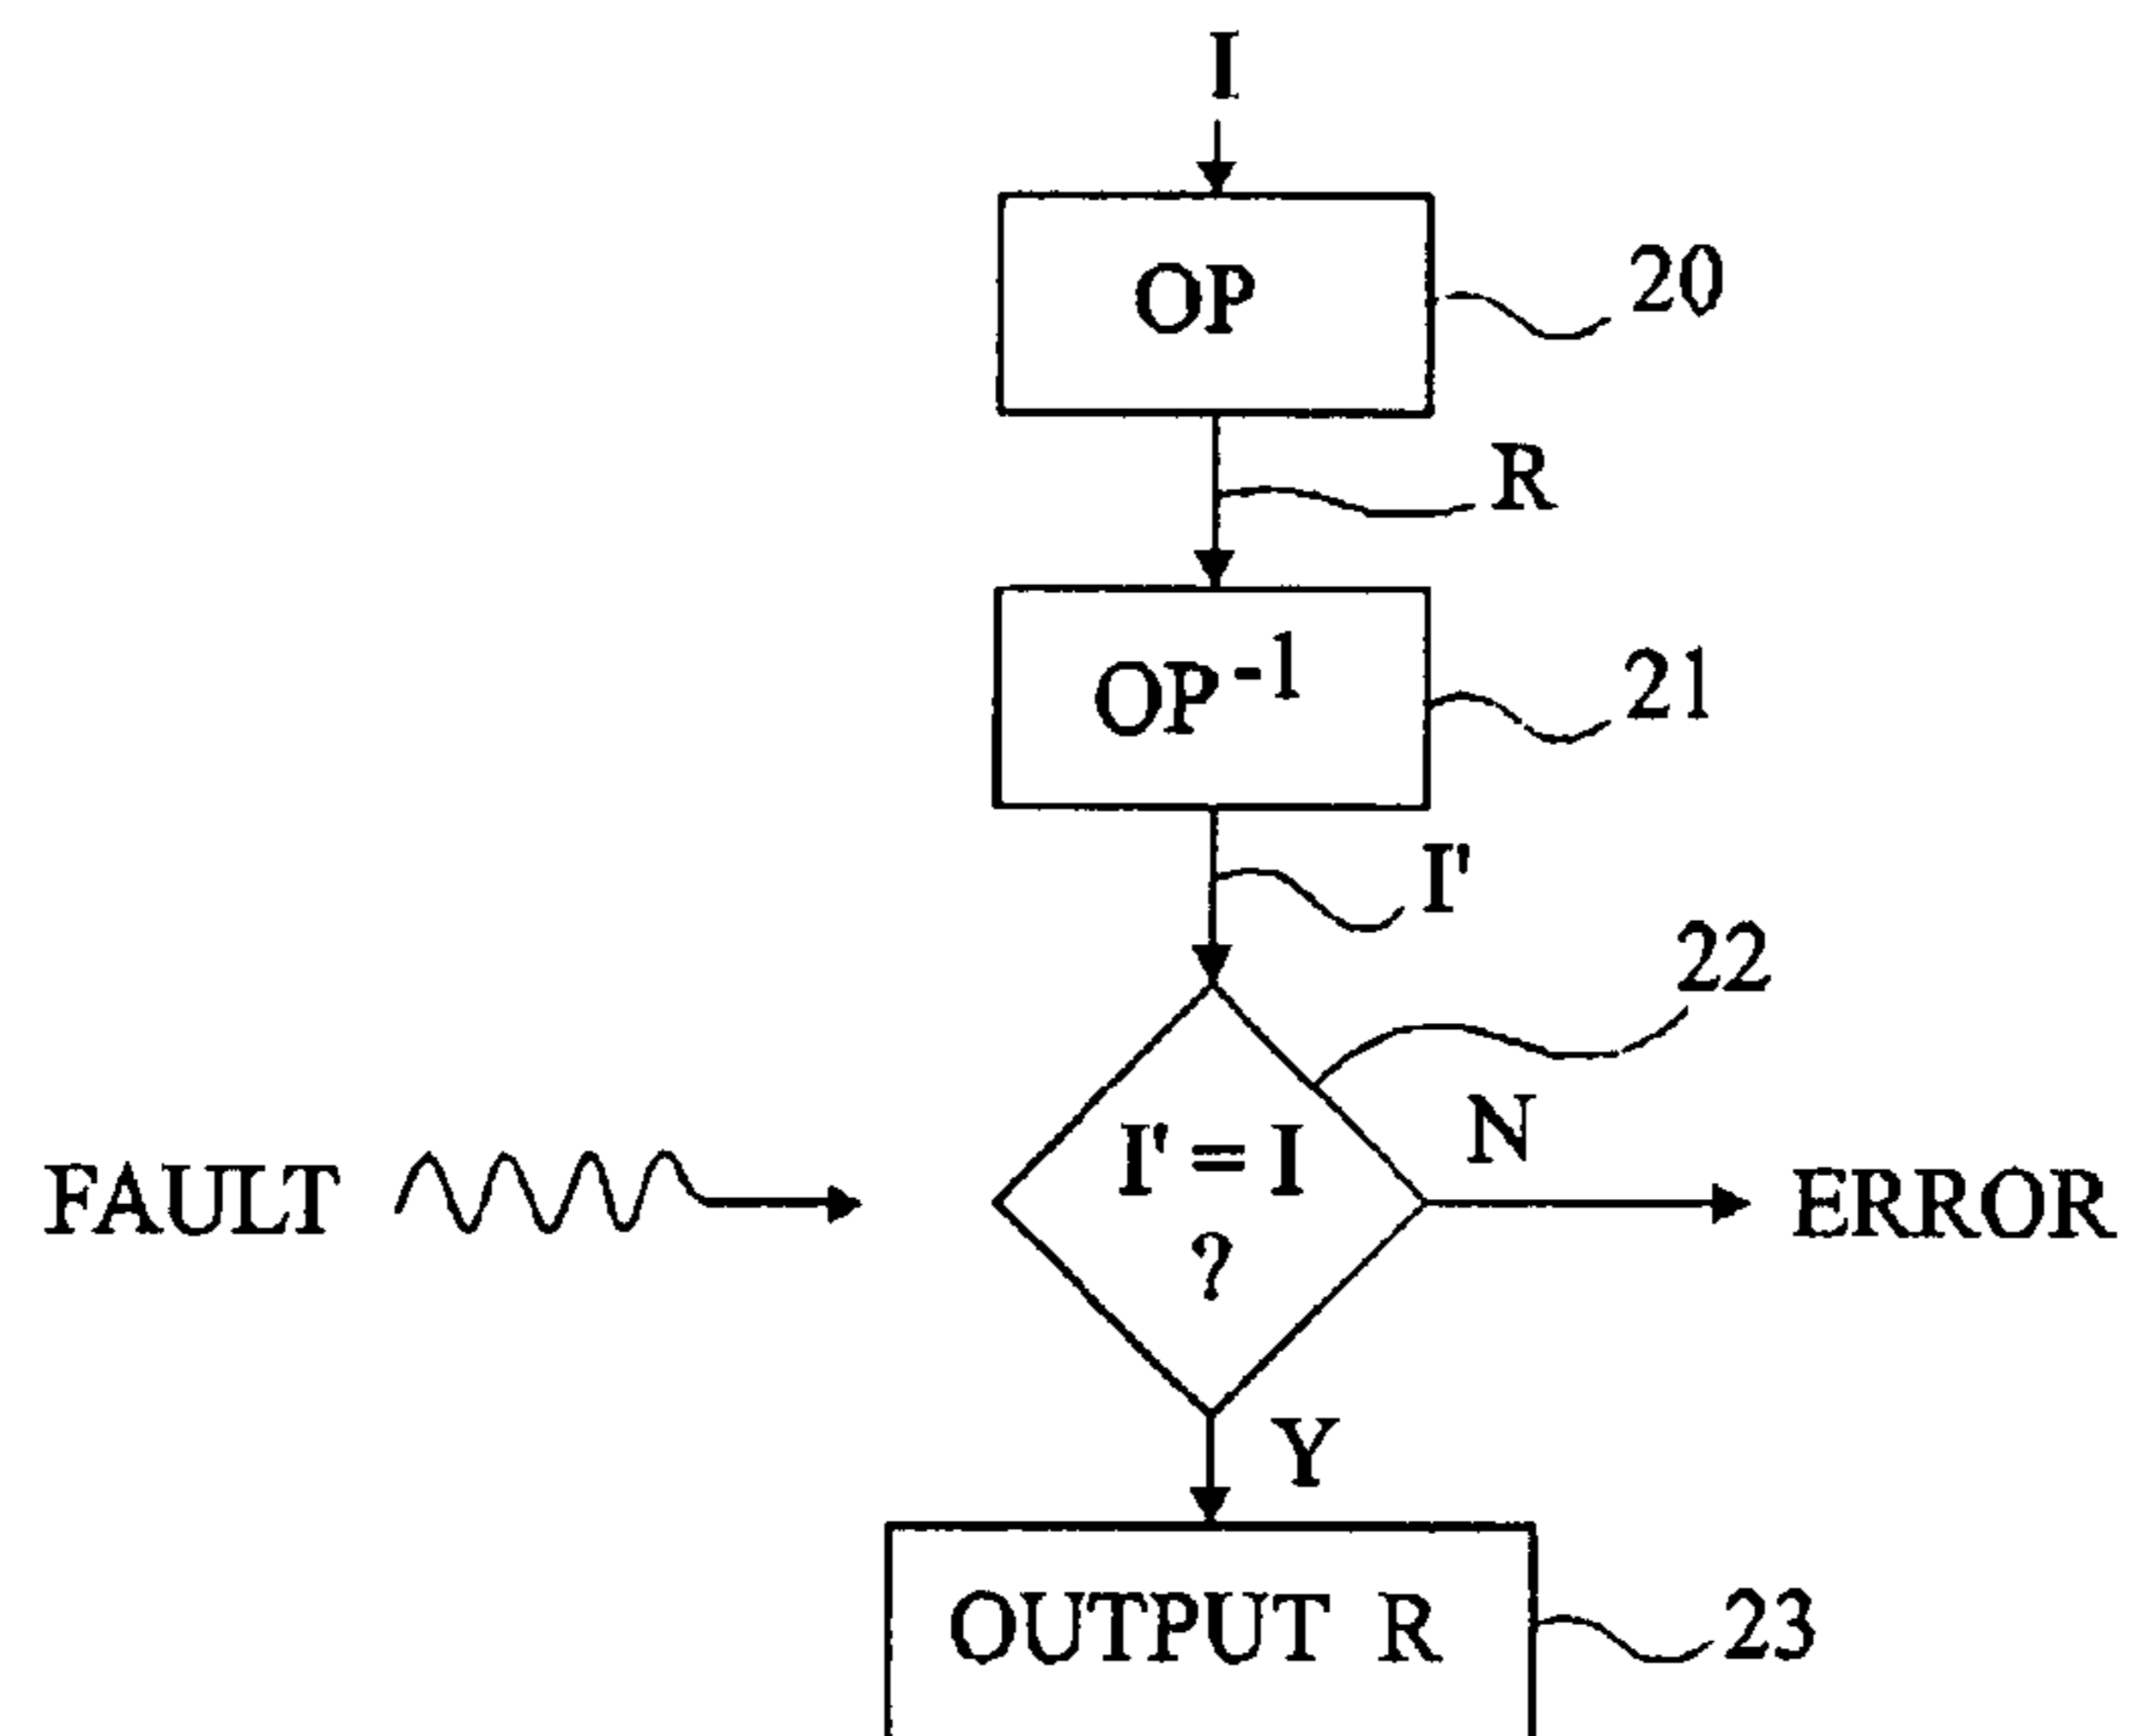 I
OP
20
R
OP-1
21
I'
22
I' = I
?
N
FAULT
ERROR
Y
OUTPUT R
23